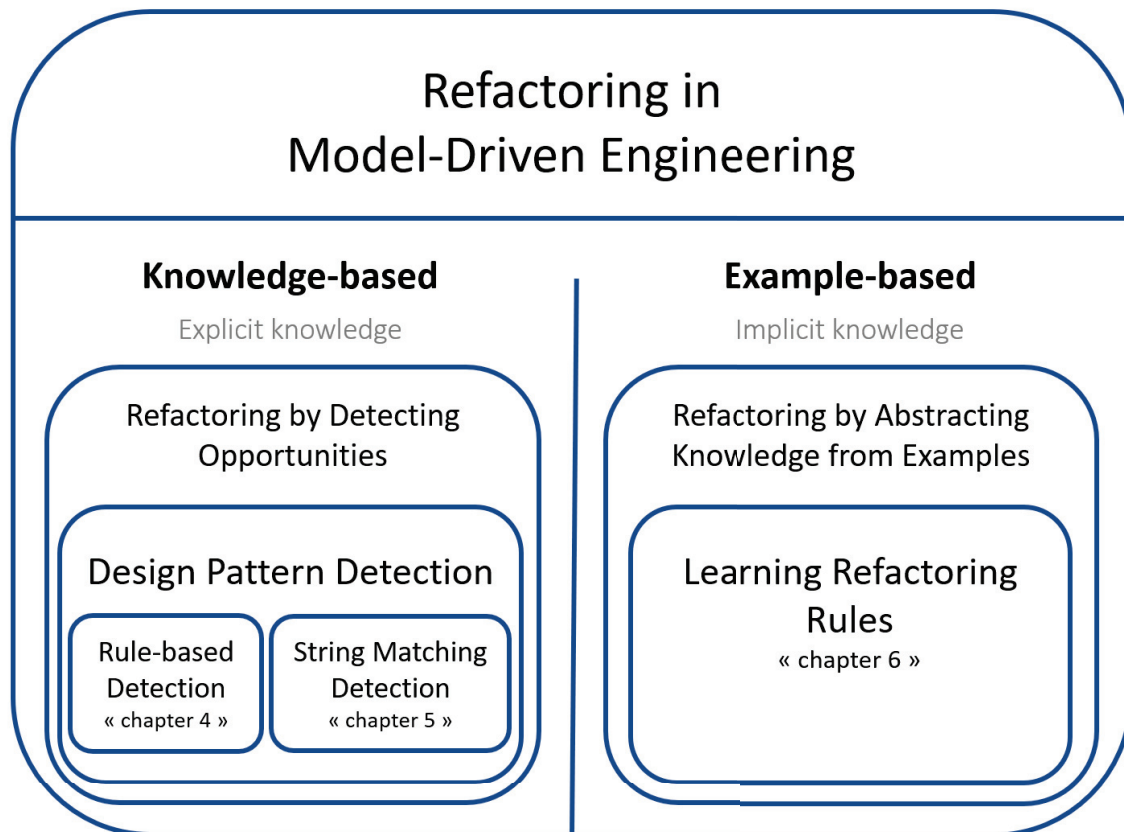 Refactoring in
Model-Driven Engineering
Knowledge-based
Explicit knowledge
Refactoring by Detecting
Opportunities
Design Pattern Detection
Rule-based
Detection
« chapter 4 »
String Matching
Detection
« chapter 5 »
Example-based
Implicit knowledge
Refactoring by Abstracting
Knowledge from Examples
Learning Refactoring
Rules
« chapter 6 »